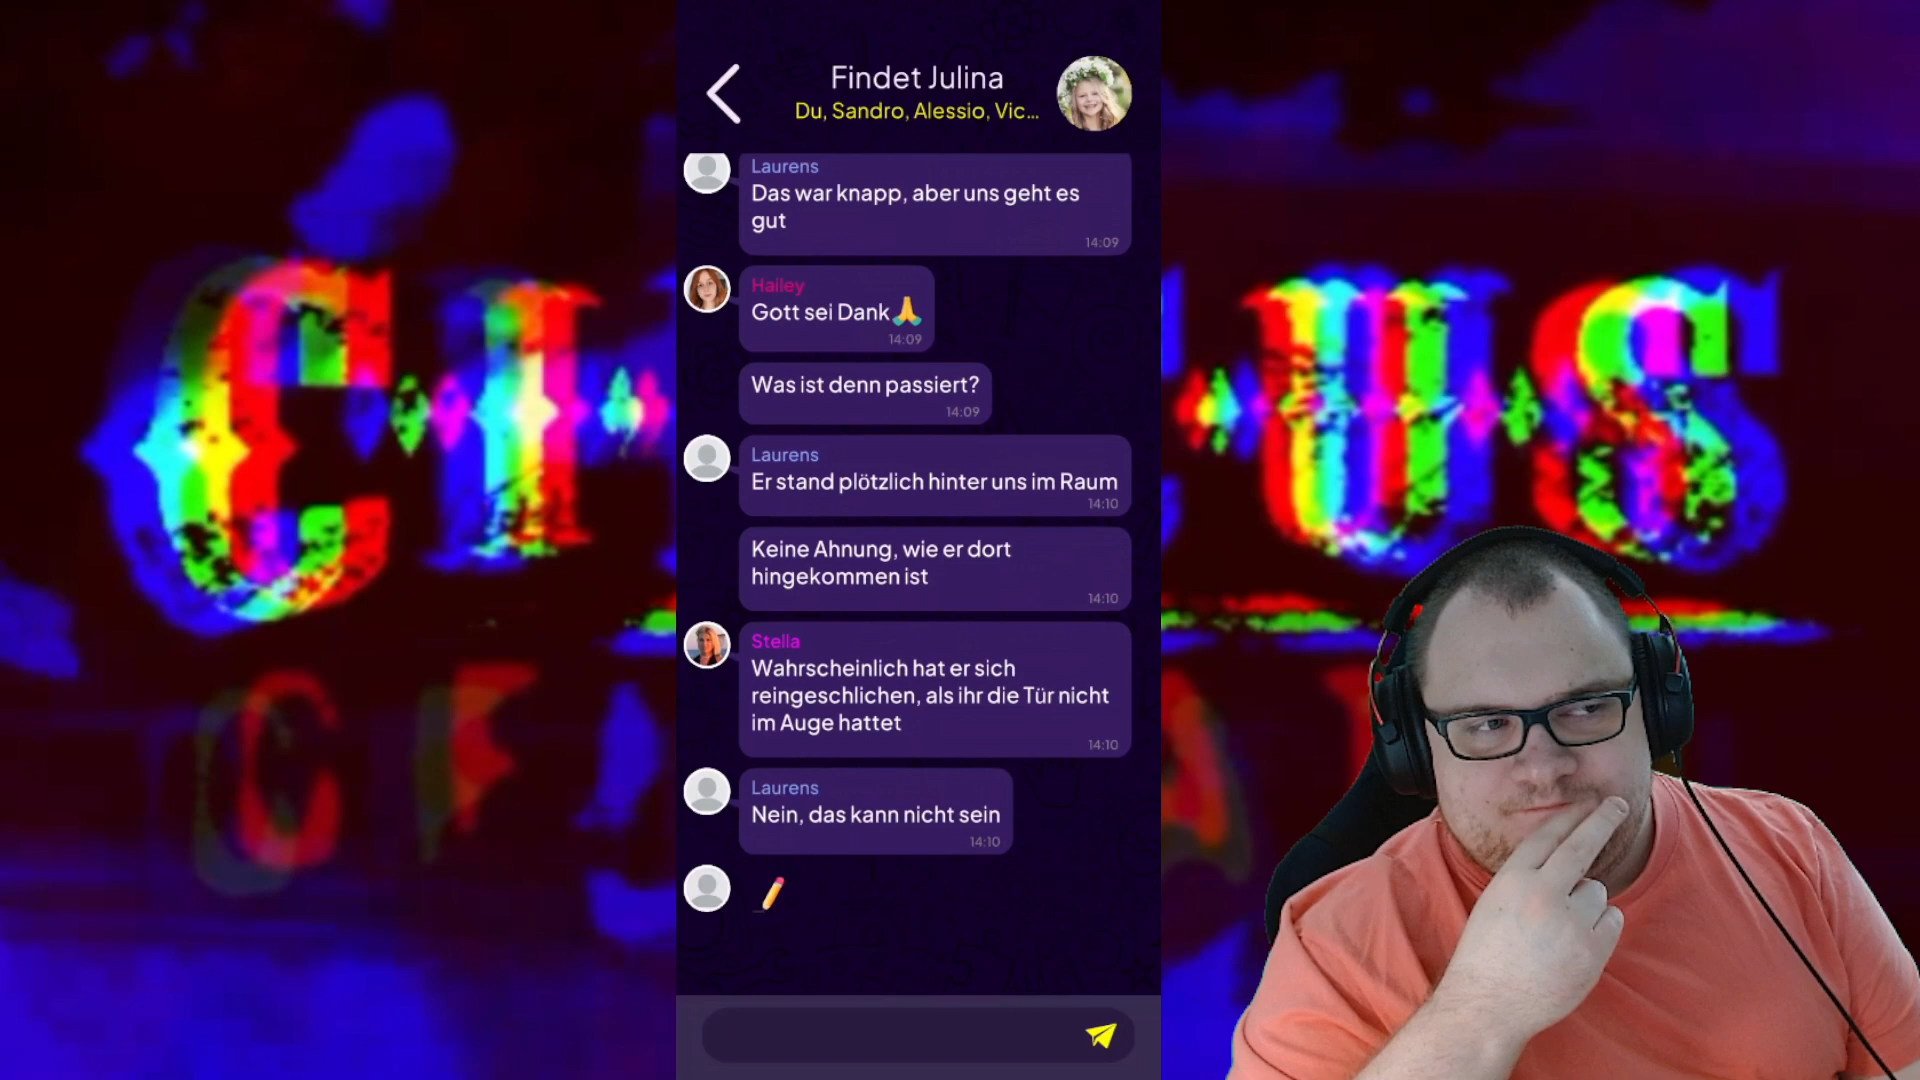 Findet Julina
Du, Sandro, Alessio, Vic...
Laurens
Das war knapp, aber uns geht es
gut
14:09
Hailey
Gott sei Dank🙏
14:09
Was ist denn passiert?
14:09
Laurens
Er stand plötzlich hinter uns im Raum
14:10
Keine Ahnung, wie er dort
hingekommen ist
14:10
Stella
Wahrscheinlich hat er sich
reingeschlichen, als ihr die Tür nicht
im Auge hattet
14:10
Laurens
Nein, das kann nicht sein
14:10